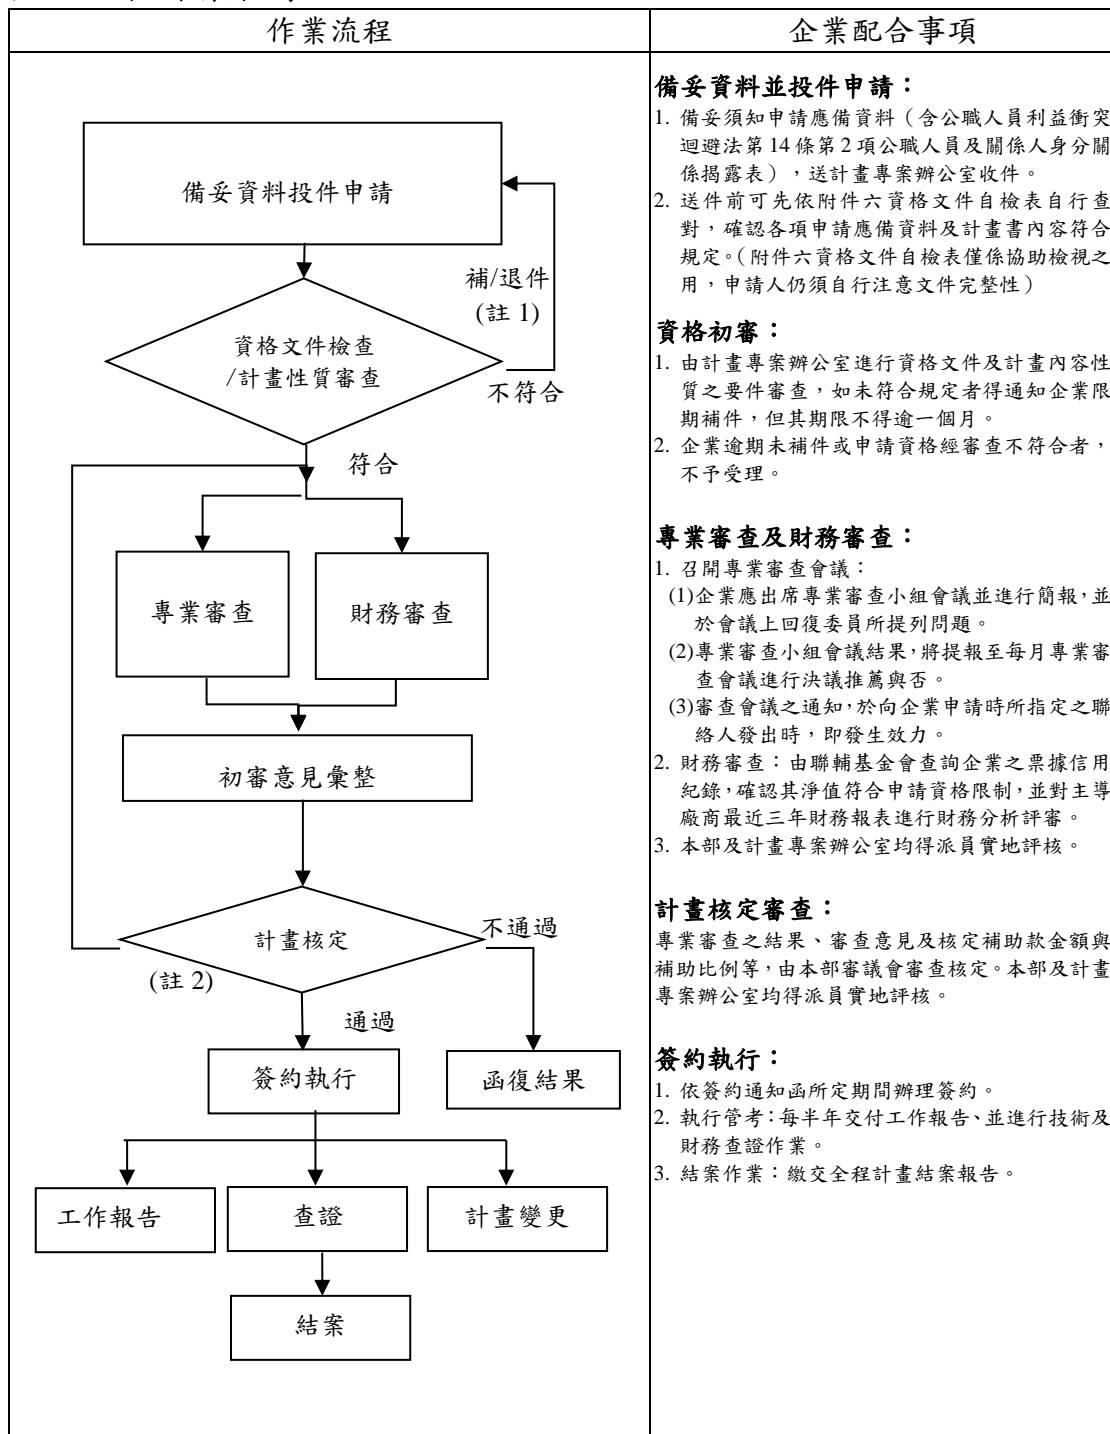 作業流程
企業配合事項
備妥資料投件申請
補/退件
(註 1)
資格文件檢查
/計畫性質審查
不符合
符合
專業審查
財務審查
初審意見彙整
計畫核定
不通過
(註 2)
通過
簽約執行
函復結果
工作報告
查證
計畫變更
結案
備妥資料並投件申請：
1. 備妥須知申請應備資料（含公職人員利益衝突
迴避法第 14 條第 2 項公職人員及關係人身分關
係揭露表），送計畫專案辦公室收件。
2. 送件前可先依附件六資格文件自檢表自行查
對，確認各項申請應備資料及計畫書內容符合
規定。（附件六資格文件自檢表僅係協助檢視之
用，申請人仍須自行注意文件完整性）
資格初審：
1. 由計畫專案辦公室進行資格文件及計畫內容性
質之要件審查，如未符合規定者得通知企業限
期補件，但其期限不得逾一個月。
2. 企業逾期未補件或申請資格經審查不符合者，
不予受理。
專業審查及財務審查：
1. 召開專業審查會議：
(1)企業應出席專業審查小組會議並進行簡報，並
於會議上回復委員所提列問題。
(2)專業審查小組會議結果，將提報至每月專業審
查會議進行決議推薦與否。
(3)審查會議之通知，於向企業申請時所指定之聯
絡人發出時，即發生效力。
2. 財務審查：由聯輔基金會查詢企業之票據信用
紀錄，確認其淨值符合申請資格限制，並對主導
廠商最近三年財務報表進行財務分析評審。
3. 本部及計畫專案辦公室均得派員實地評核。
計畫核定審查：
專業審查之結果、審查意見及核定補助款金額與
補助比例等，由本部審議會審查核定。本部及計畫
專案辦公室均得派員實地評核。
簽約執行：
1. 依簽約通知函所定期間辦理簽約。
2. 執行管考：每半年交付工作報告、並進行技術及
財務查證作業。
3. 結案作業：繳交全程計畫結案報告。